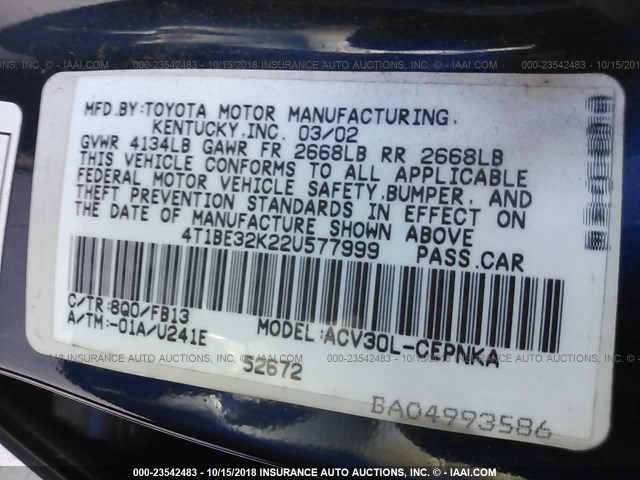 000-23542483 - 10/15/2018 INSURANCE AUTO AUCTIONS, INC. - IAAI.COM
MFD.BY:TOYOTA MOTOR MANUFACTURING,
KENTUCKY,INC. 03/02
GVWR 4134LB GAWR FR 2668LB RR 2668LB
THIS VEHICLE CONFORMS TO ALL APPLICABLE
FEDERAL MOTOR VEHICLE SAFETY,BUMPER, AND
THEFT PREVENTION STANDARDS IN EFFECT ON
THE DATE OF MANUFACTURE SHOWN ABOVE
4T1BE32K22U577999 PASS.CAR
C/TR:8Q0/FB13
A/TM:-01A/U241E MODEL:ACV30L-CEPNKA
52672
BA04993586
000-23542483 - 10/15/2018 INSURANCE AUTO AUCTIONS, INC. - IAAI.COM